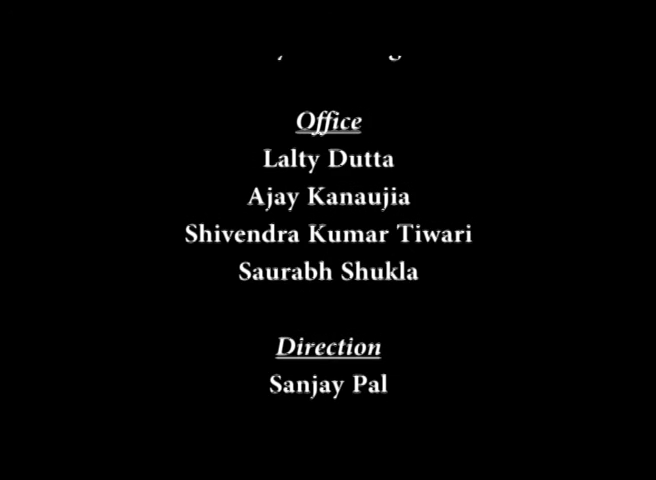 Office
Lalty Dutta
Ajay Kanaujia
Shivendra Kumar Tiwari
Saurabh Shukla
Direction
Sanjay Pal